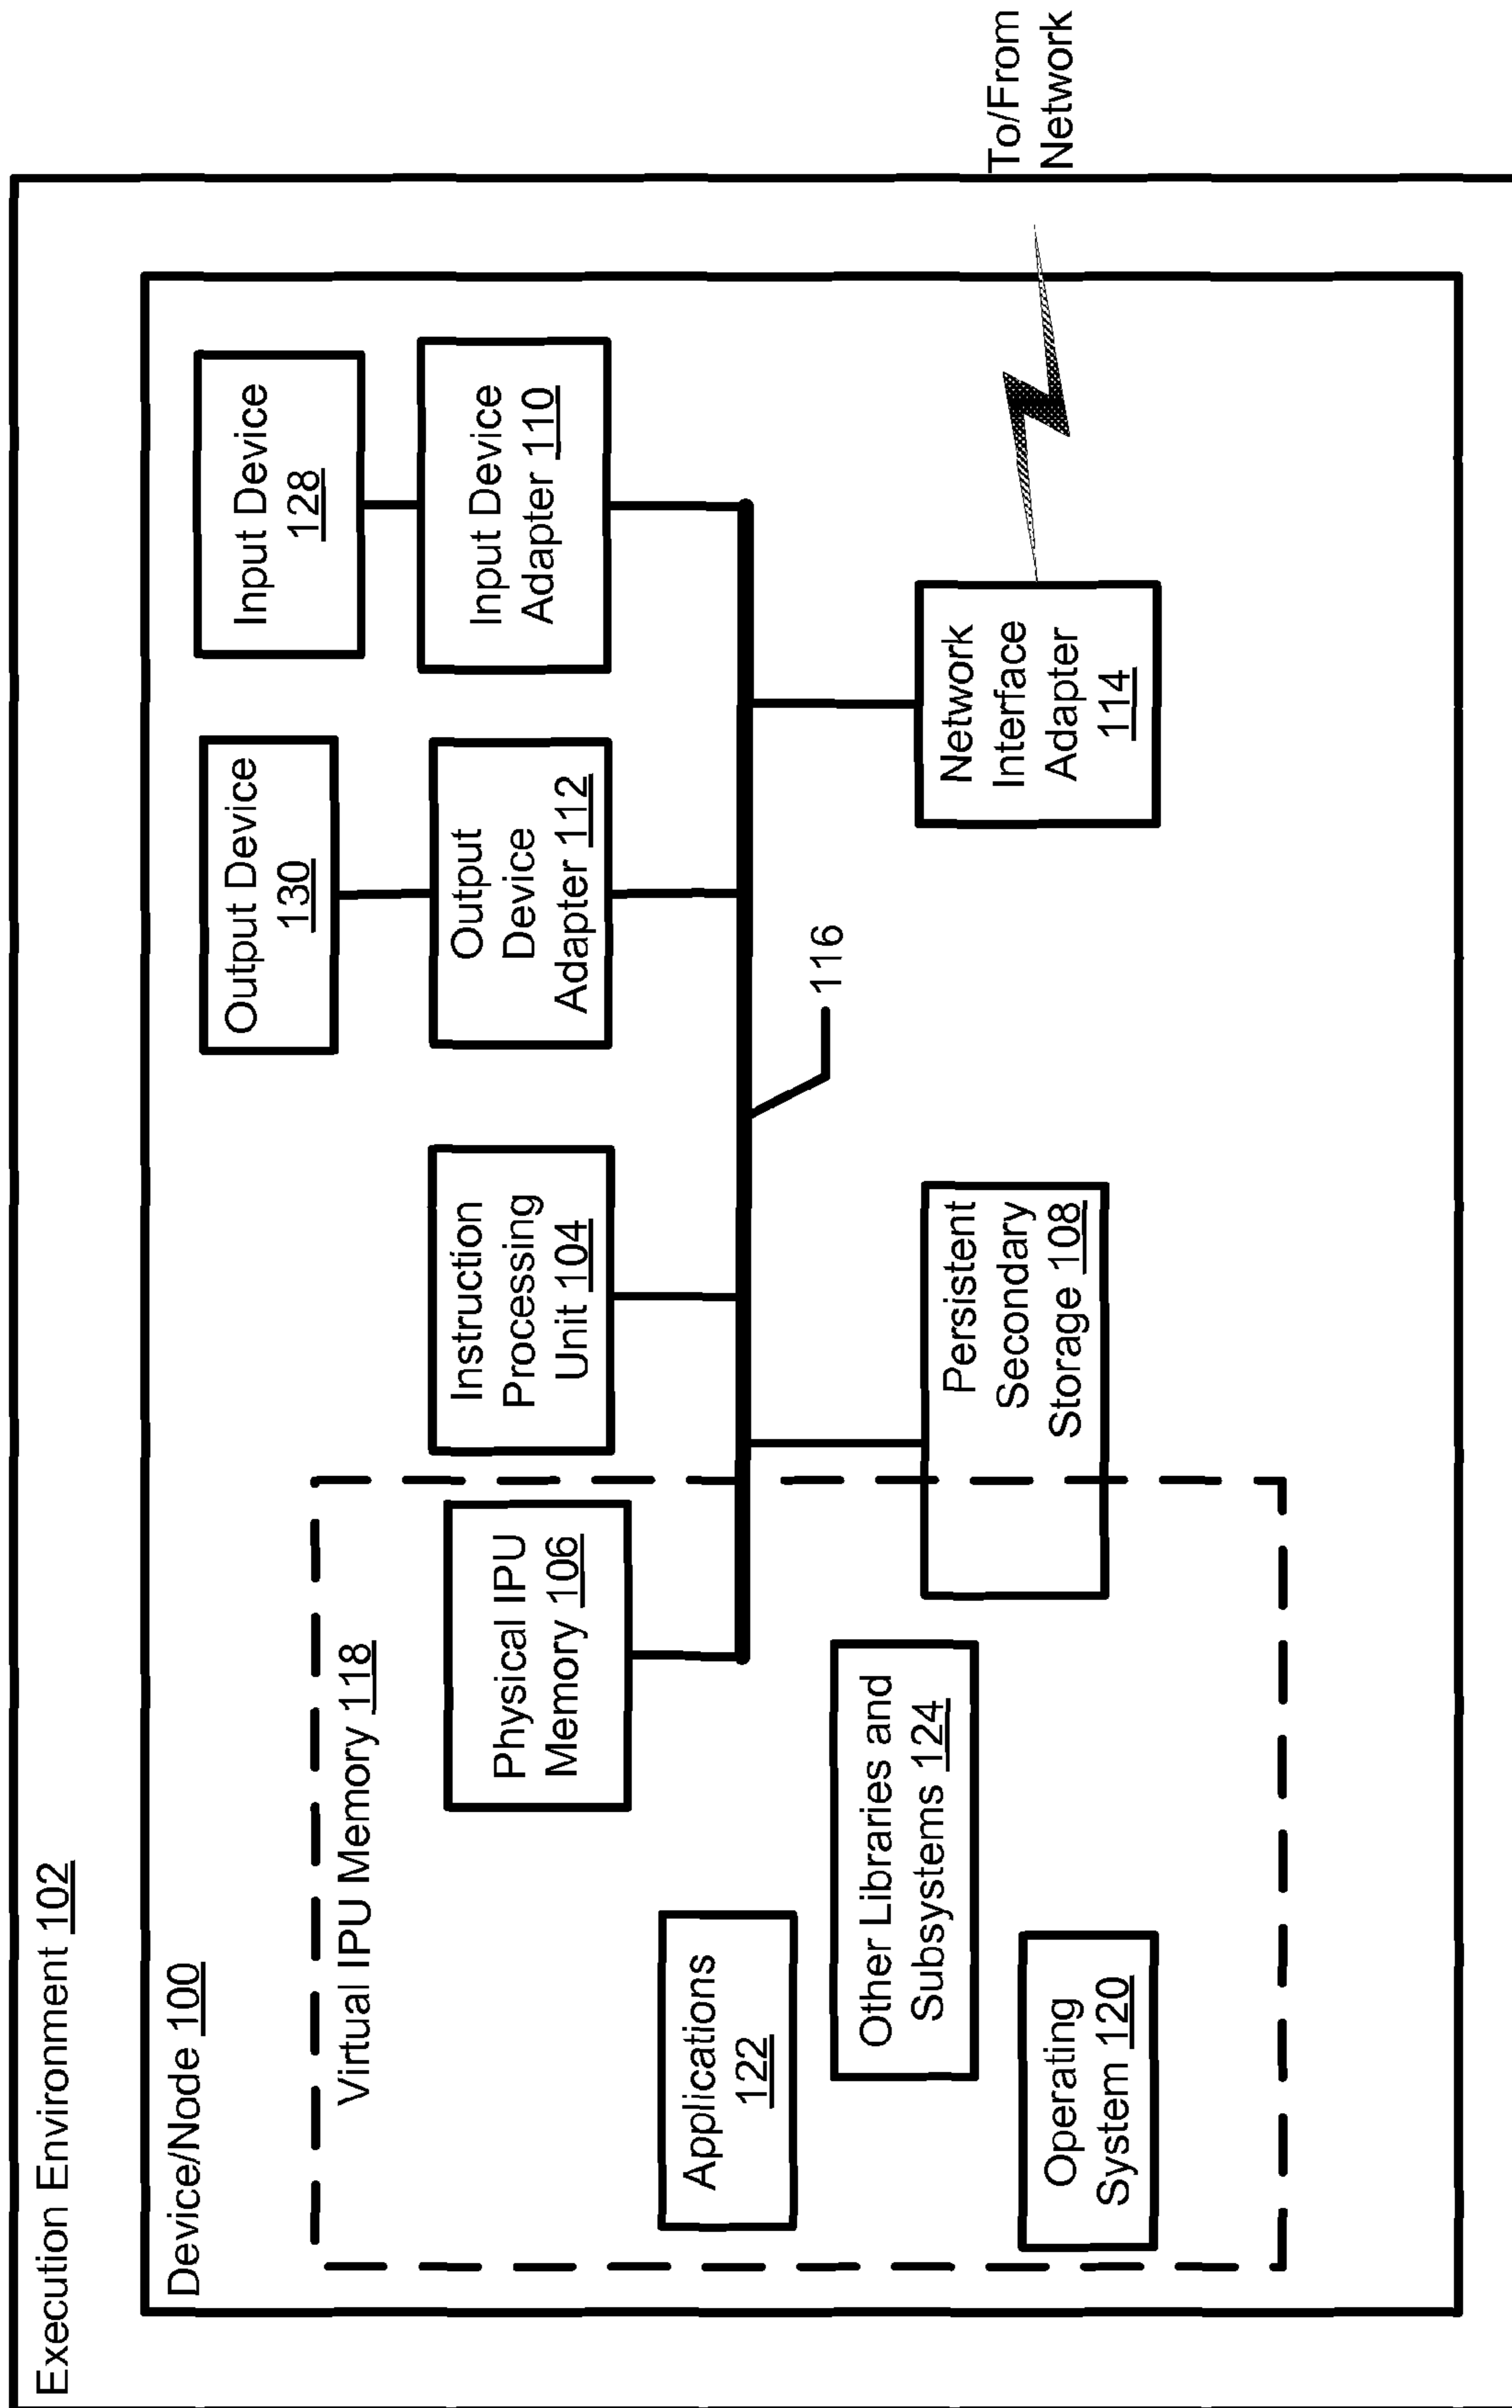 Execution Environment 102
Device/Node 100
Virtual IPU Memory 118
Physical IPU
Memory 106
Instruction
Processing
Unit 104
Output Device
130
Output
Device
Adapter 112
Input Device
128
Input Device
Adapter 110
Applications
122
Other Libraries and
Subsystems 124
Operating
System 120
Persistent
Secondary
Storage 108
116
Network
Interface
Adapter
114
To/From
Network